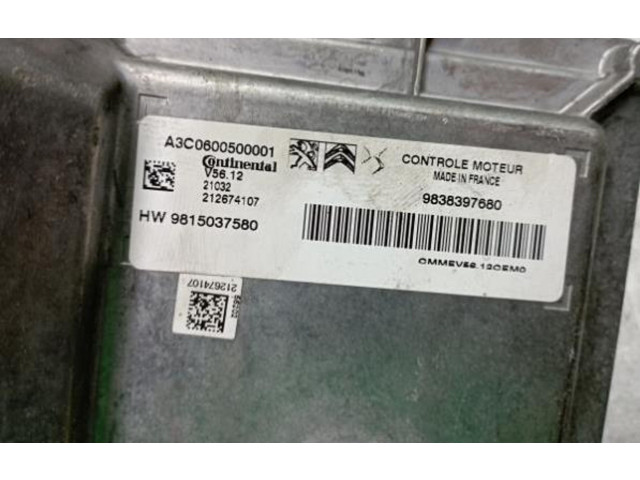 A3C0600500001
Continental
V56.12
21032
212674107
HW 9815037580
CONTROLE MOTEUR
MADE IN FRANCE
9838397680
212674107